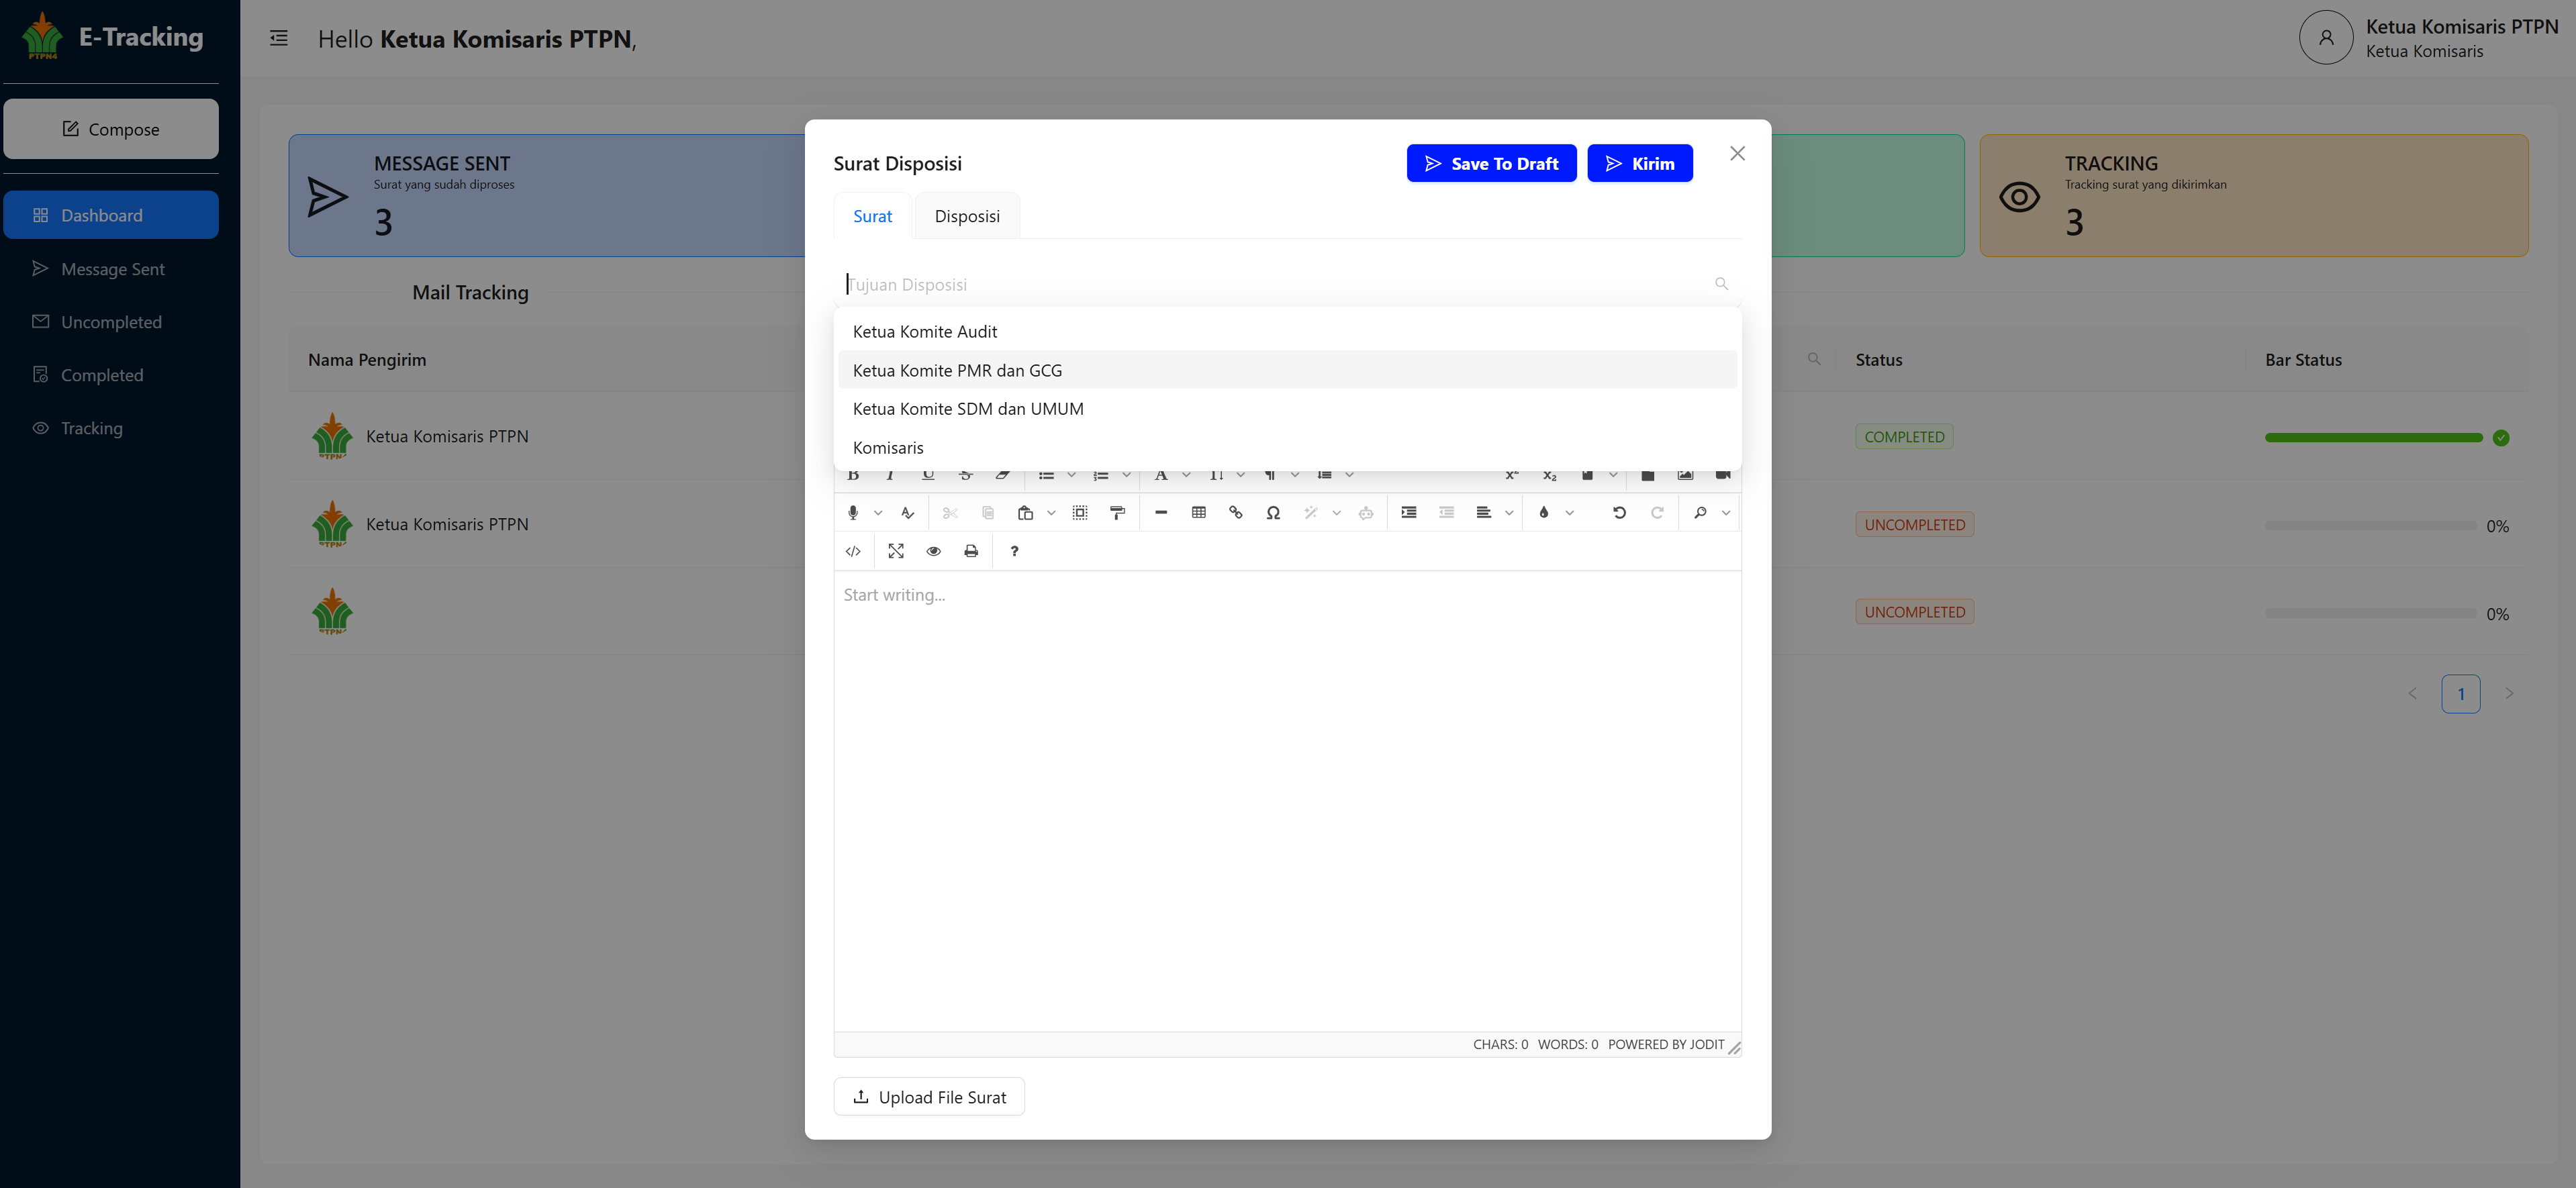 PTPN4
E-Tracking
Hello Ketua Komisaris PTPN,
Ketua Komisaris PTPN
Ketua Komisaris
Compose
Dashboard
Message Sent
Uncompleted
Completed
Tracking
MESSAGE SENT
Surat yang sudah diproses
3
TRACKING
Tracking surat yang dikirimkan
3
Mail Tracking
Nama Pengirim
Status
Bar Status
Ketua Komisaris PTPN
COMPLETED
Ketua Komisaris PTPN
UNCOMPLETED
0%
UNCOMPLETED
0%
1
Surat Disposisi
Save To Draft
Kirim
Surat
Disposisi
Tujuan Disposisi
Ketua Komite Audit
Ketua Komite PMR dan GCG
Ketua Komite SDM dan UMUM
Komisaris
Start writing...
CHARS: 0 WORDS: 0 POWERED BY JODIT
Upload File Surat